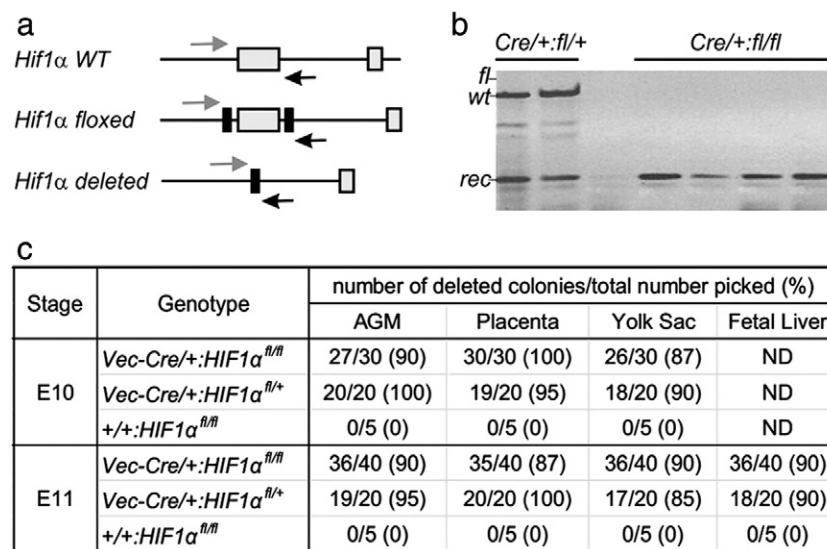 a
Hif1α WT
Hif1α floxed
Hif1α deleted
b
Cre/+:fl/+ Cre/+:fl/fl
fl
wt
rec
c
Stage Genotype number of deleted colonies/total number picked (%)
AGM Placenta Yolk Sac Fetal Liver
E10
Vec-Cre/+:HIF1α fl/fl 27/30 (90) 30/30 (100) 26/30 (87) ND
Vec-Cre/+:HIF1α fl/+ 20/20 (100) 19/20 (95) 18/20 (90) ND
+/+:HIF1α fl/fl 0/5 (0) 0/5 (0) 0/5 (0) ND
E11
Vec-Cre/+:HIF1α fl/fl 36/40 (90) 35/40 (87) 36/40 (90) 36/40 (90)
Vec-Cre/+:HIF1α fl/+ 19/20 (95) 20/20 (100) 17/20 (85) 18/20 (90)
+/+:HIF1α fl/fl 0/5 (0) 0/5 (0) 0/5 (0) 0/5 (0)